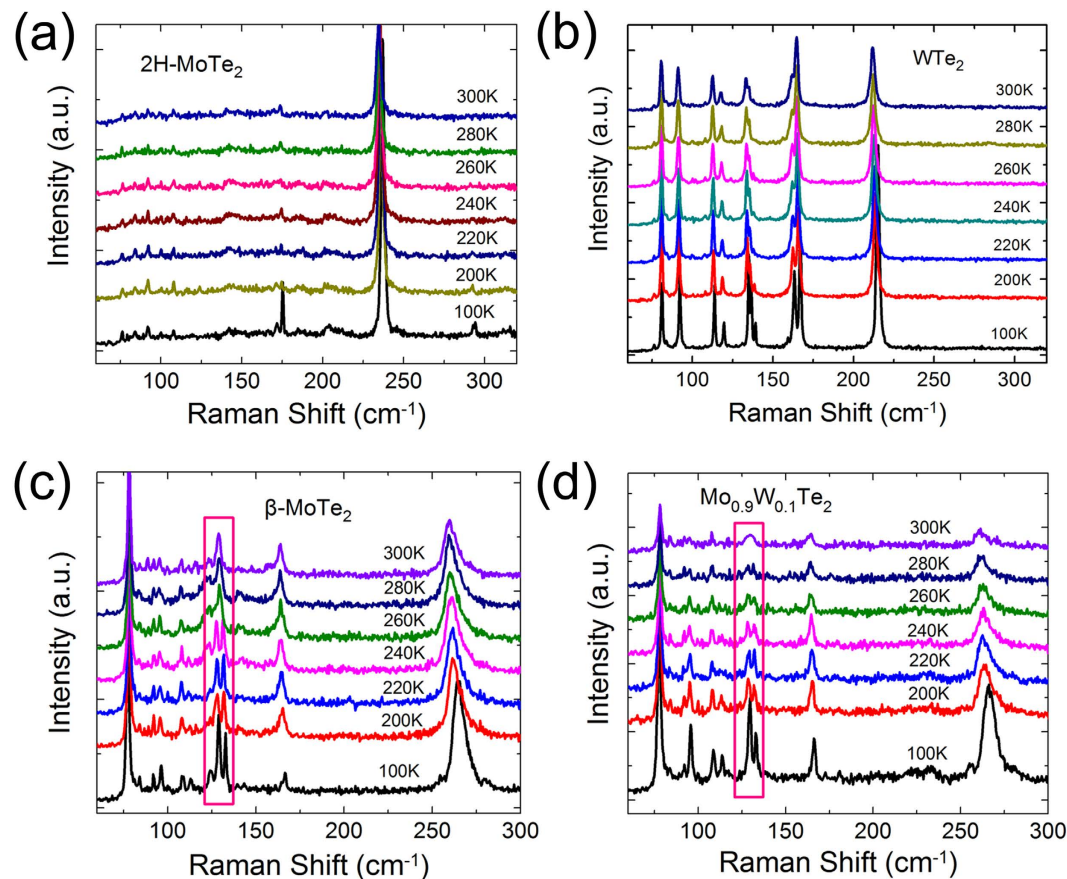 (a)
2H-MoTe₂
300K
280K
260K
240K
220K
200K
100K
Intensity (a.u.)
50 100 150 200 250 300
Raman Shift (cm⁻¹)
(b)
WTe₂
300K
280K
260K
240K
220K
200K
100K
Intensity (a.u.)
50 100 150 200 250 300
Raman Shift (cm⁻¹)
(c)
β-MoTe₂
300K
280K
260K
240K
220K
200K
100K
Intensity (a.u.)
100 150 200 250 300
Raman Shift (cm⁻¹)
(d)
Mo₀.₉W₀.₁Te₂
300K
280K
260K
240K
220K
200K
100K
Intensity (a.u.)
100 150 200 250 300
Raman Shift (cm⁻¹)